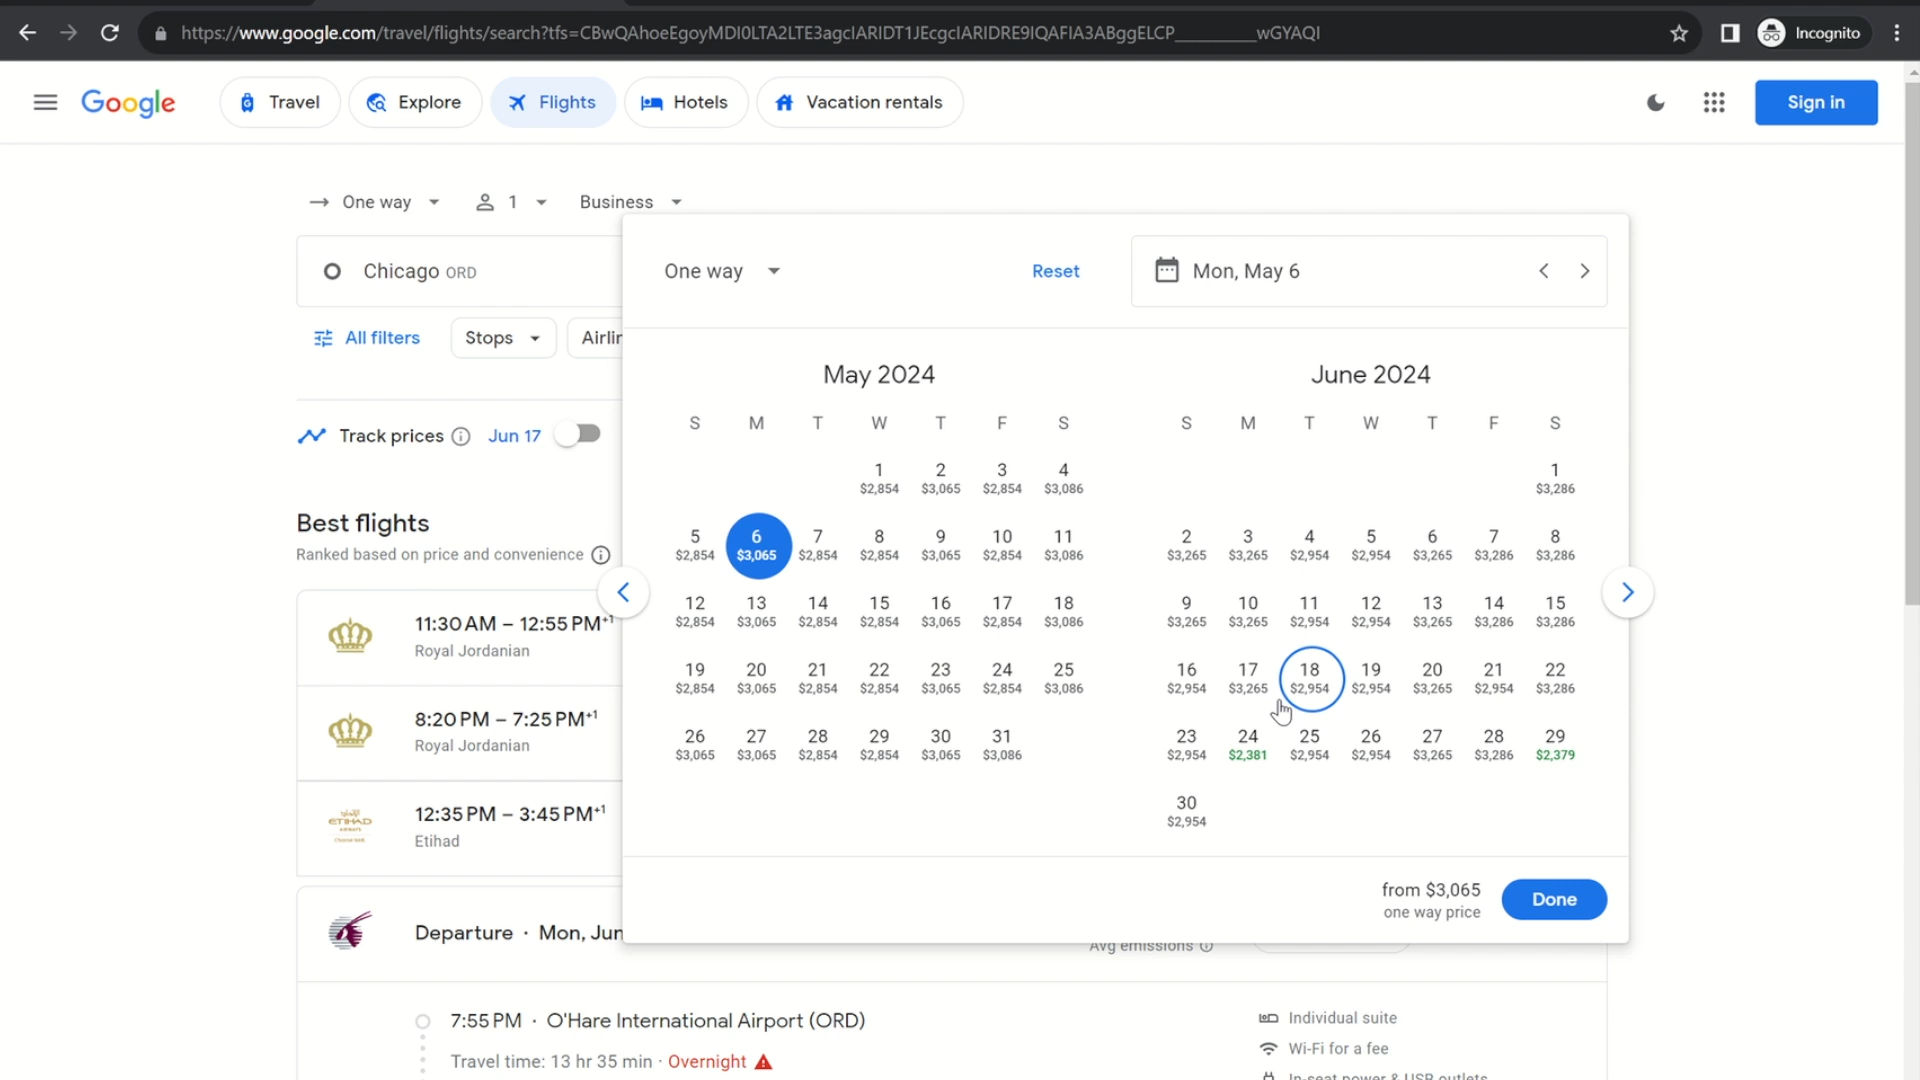 https://www.google.com/travel/flights/search?tfs=CBwQAhoeEgoyMDI0LTA2LTE3agcIARIDT1JEcgcIARIDRE9IQAFIA3ABggELCP__________wGYAQI
Incognito
Google
Travel
Explore
Flights
Hotels
Vacation rentals
Sign in
One way
1
Business
Chicago ORD
One way
Reset
Mon, May 6
All filters
Stops
Airlin
May 2024
June 2024
S M T W T F S
S M T W T F S
Track prices
Jun 17
1 2 3 4
$2,854 $3,065 $2,854 $3,086
1
$3,286
Best flights
Ranked based on price and convenience
5 6 7 8 9 10 11
$2,854 $3,065 $2,854 $2,854 $3,065 $2,854 $3,086
2 3 4 5 6 7 8
$3,265 $3,265 $2,954 $2,954 $3,265 $3,286 $3,286
11:30 AM – 12:55 PM+1
Royal Jordanian
12 13 14 15 16 17 18
$2,854 $3,065 $2,854 $2,854 $3,065 $2,854 $3,086
9 10 11 12 13 14 15
$3,265 $3,265 $2,954 $2,954 $3,265 $3,286 $3,286
8:20 PM – 7:25 PM+1
Royal Jordanian
19 20 21 22 23 24 25
$2,854 $3,065 $2,854 $2,854 $3,065 $2,854 $3,086
16 17 18 19 20 21 22
$2,954 $3,265 $2,954 $2,954 $3,265 $2,954 $3,286
26 27 28 29 30 31
$3,065 $3,065 $2,854 $2,854 $3,065 $3,086
23 24 25 26 27 28 29
$2,954 $2,381 $2,954 $2,954 $3,265 $3,286 $2,379
30
$2,954
ETIHAD
AIRWAYS
12:35 PM – 3:45 PM+1
Etihad
from $3,065
one way price
Done
Departure · Mon, Jun
Avg emissions
7:55 PM · O'Hare International Airport (ORD)
Travel time: 13 hr 35 min · Overnight
Individual suite
Wi-Fi for a fee
In-seat power & USB outlets